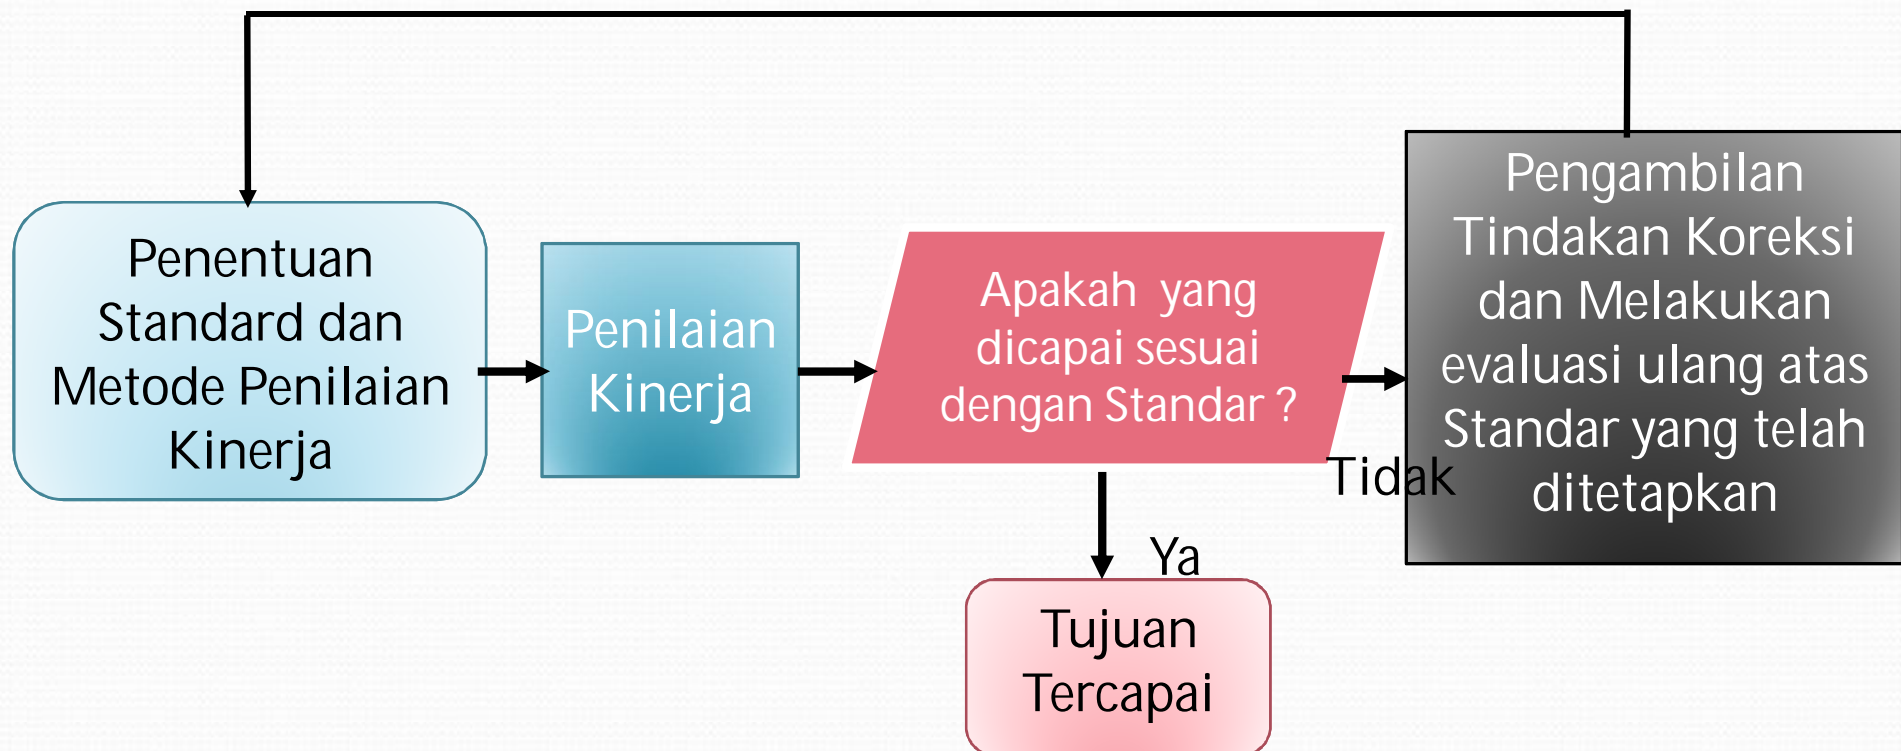 Penentuan
Standard dan
Metode Penilaian
Kinerja
Penilaian
Kinerja
Apakah yang
dicapai sesuai
dengan Standar ?
Tidak
Ya
Tujuan
Tercapai
Pengambilan
Tindakan Koreksi
dan Melakukan
evaluasi ulang atas
Standar yang telah
ditetapkan